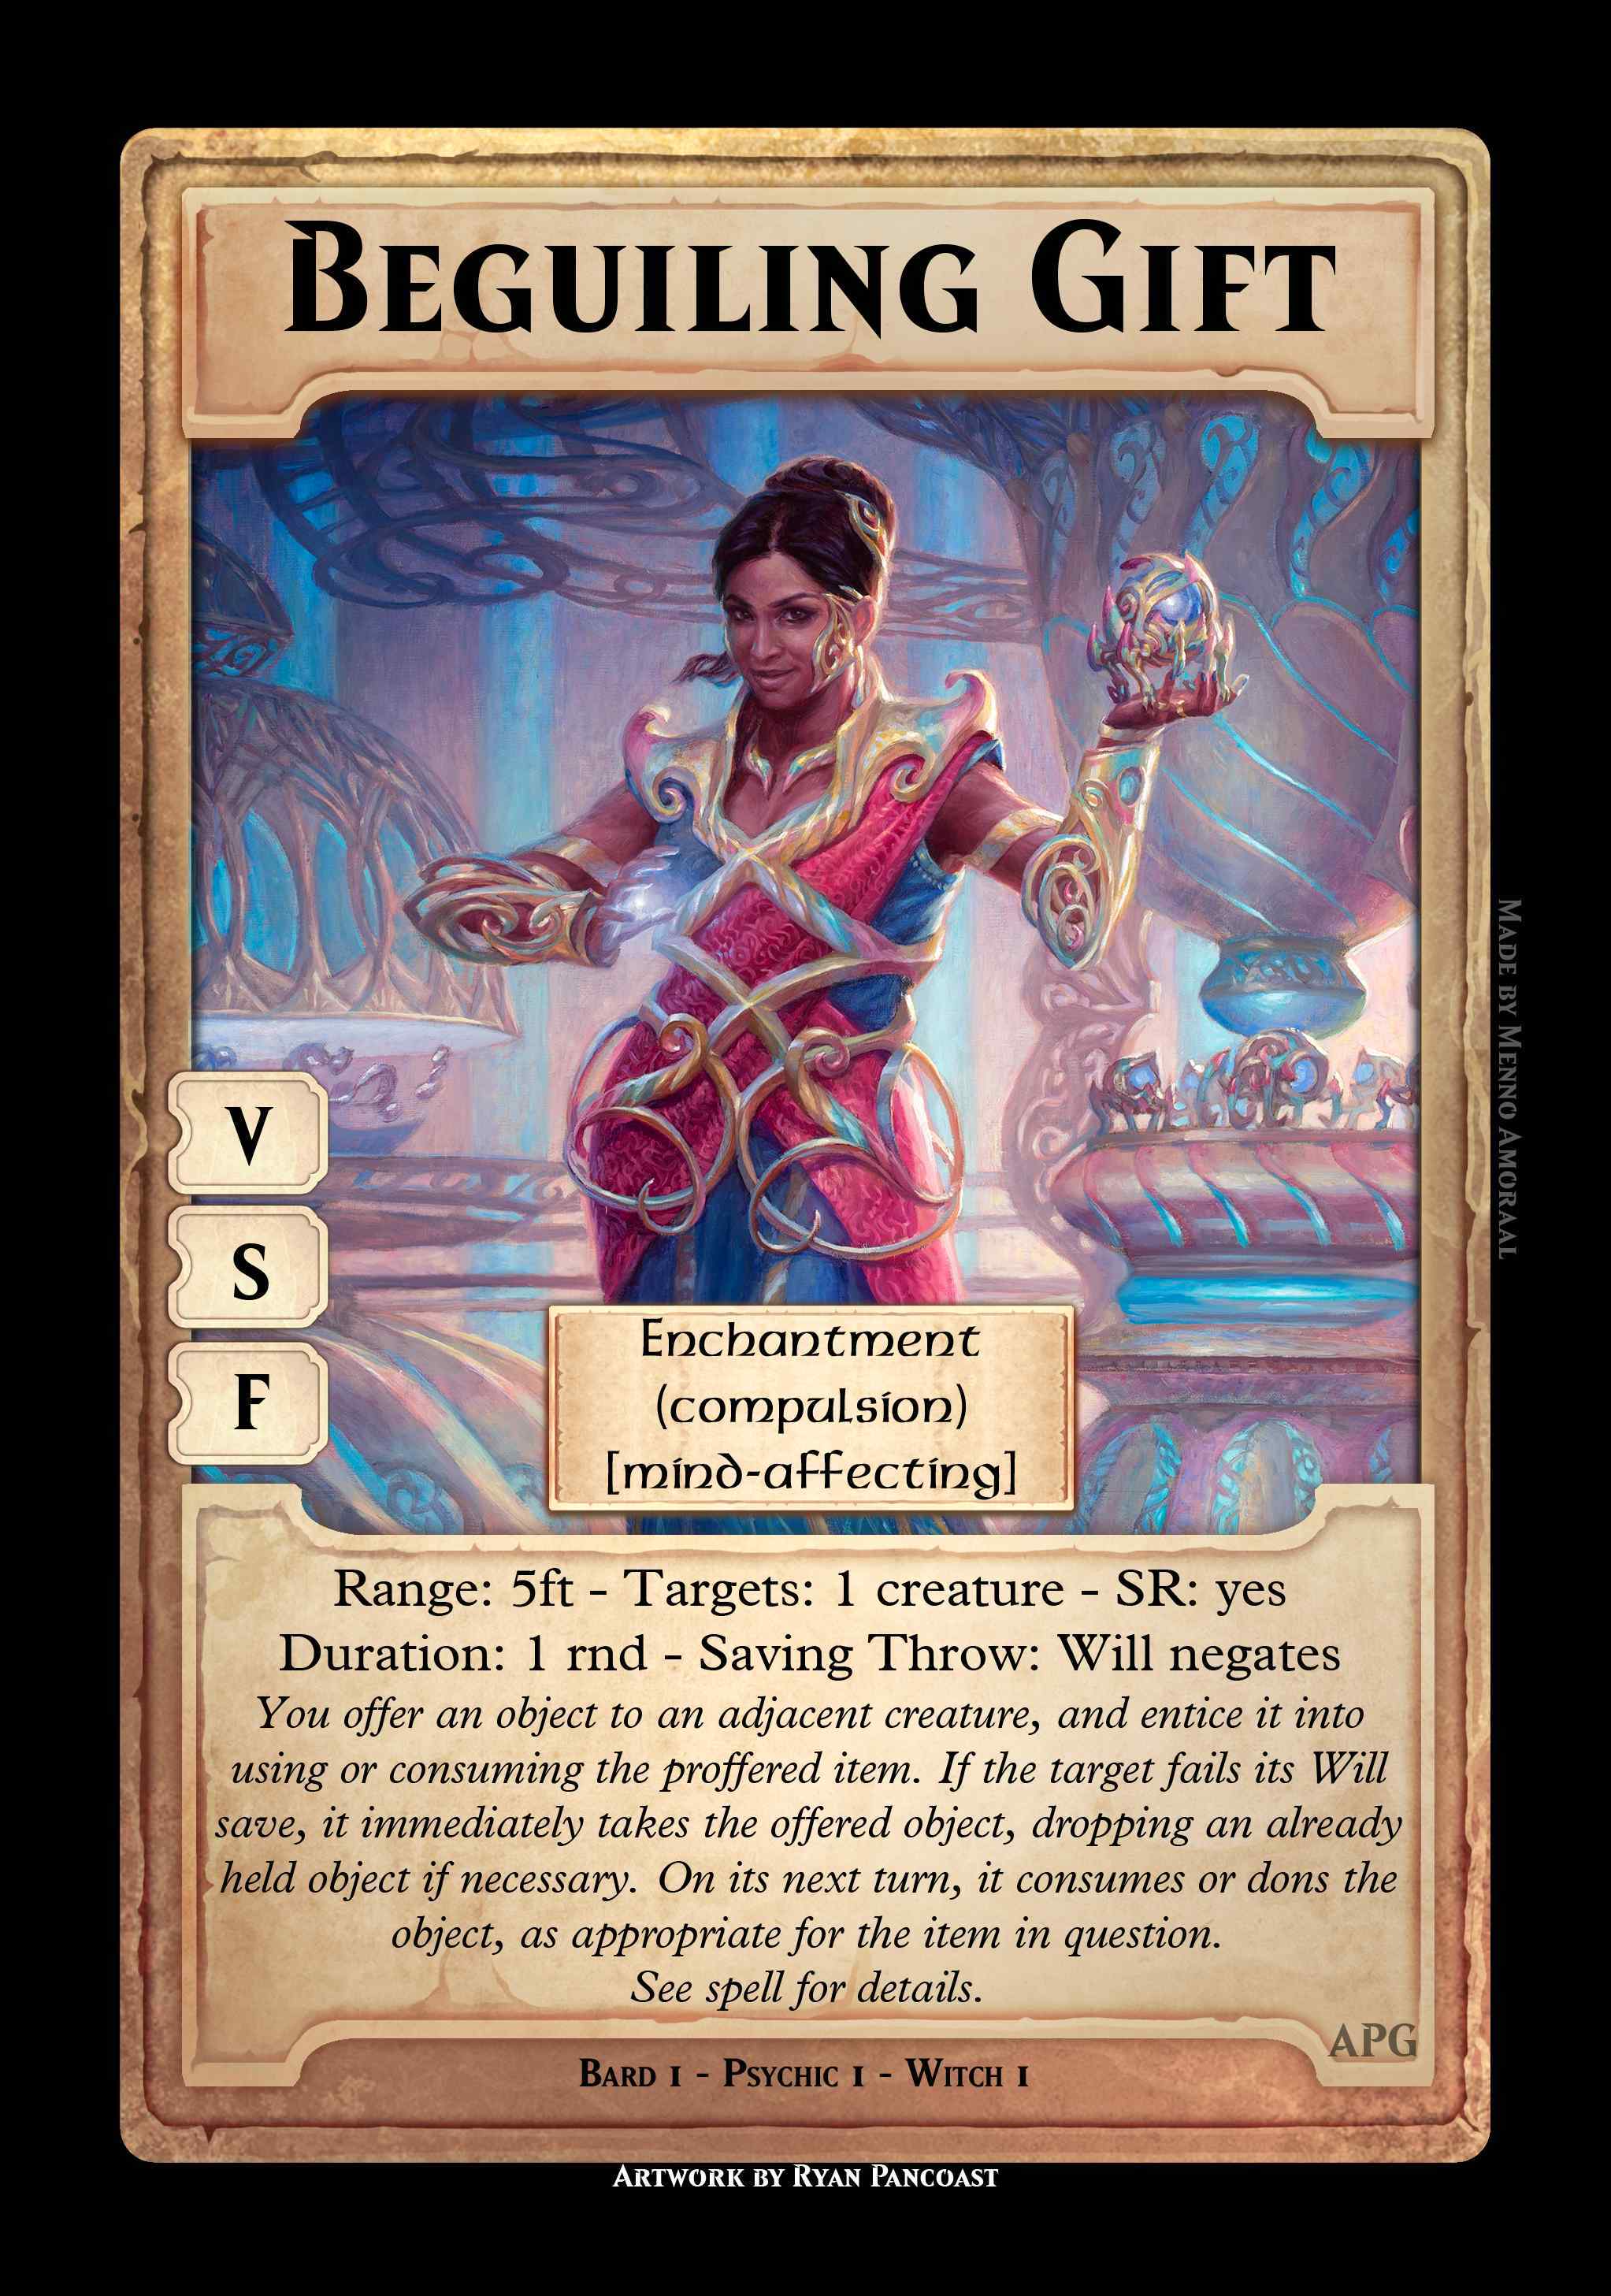 Beguiling Gift
V
S
F
Enchantment
(compulsion)
[mind-affecting]
Range: 5ft - Targets: 1 creature - SR: yes
Duration: 1 rnd - Saving Throw: Will negates
You offer an object to an adjacent creature, and entice it into
using or consuming the proffered item. If the target fails its Will
save, it immediately takes the offered object, dropping an already
held object if necessary. On its next turn, it consumes or dons the
object, as appropriate for the item in question.
See spell for details.
APG
Bard 1 - Psychic 1 - Witch 1
Artwork by Ryan Pancoast
Made by Menno Amoraal